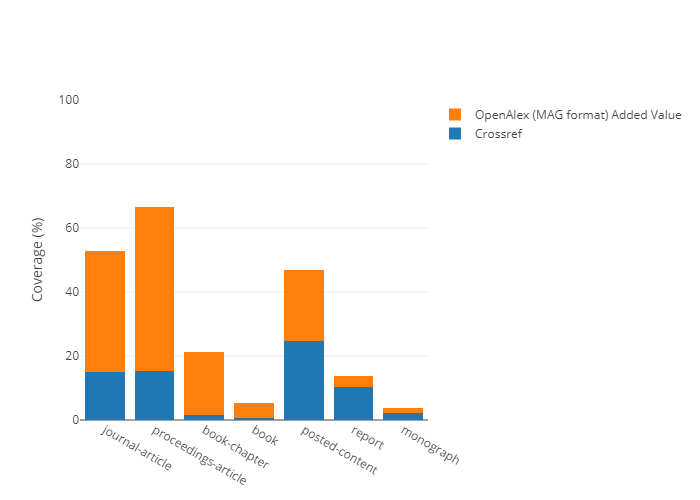 100
80
60
40
20
0
Coverage (%)
journal-article
proceedings-article
book-chapter
book
posted-content
report
monograph
OpenAlex (MAG format) Added Value
Crossref